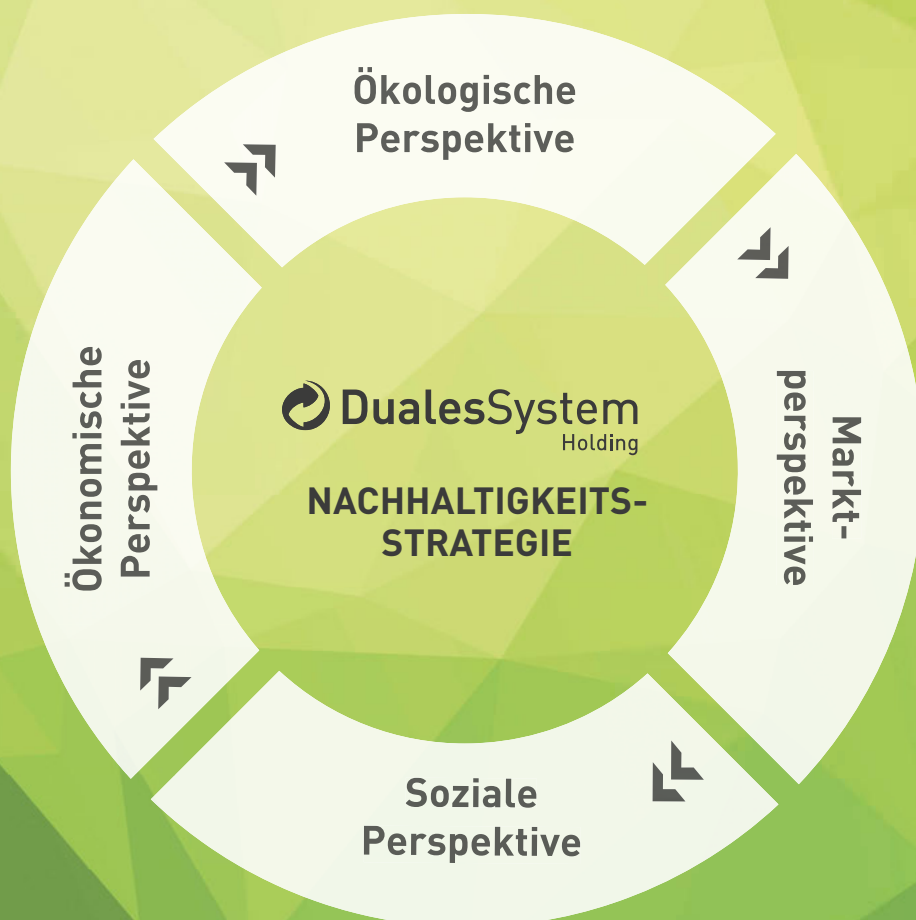 Ökologische
Perspektive
Markt-
perspektive
Soziale
Perspektive
Ökonomische
Perspektive
DualesSystem
Holding
NACHHALTIGKEITS-
STRATEGIE